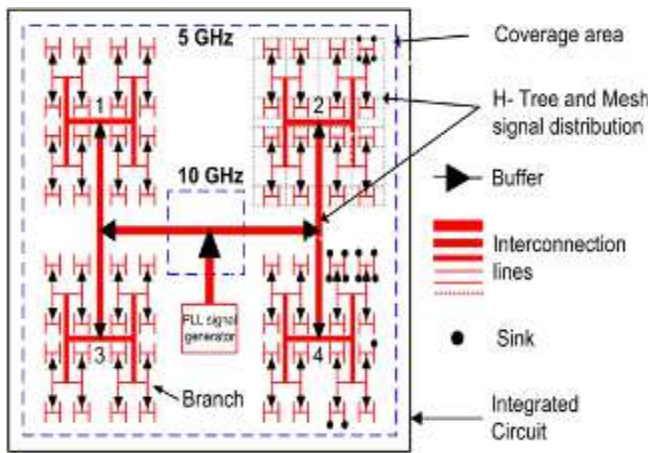 5 GHz
Coverage area
1
2
H- Tree and Mesh
signal distribution
10 GHz
Buffer
Interconnection
lines
PLL signal
generator
3
4
Sink
Branch
Integrated
Circuit